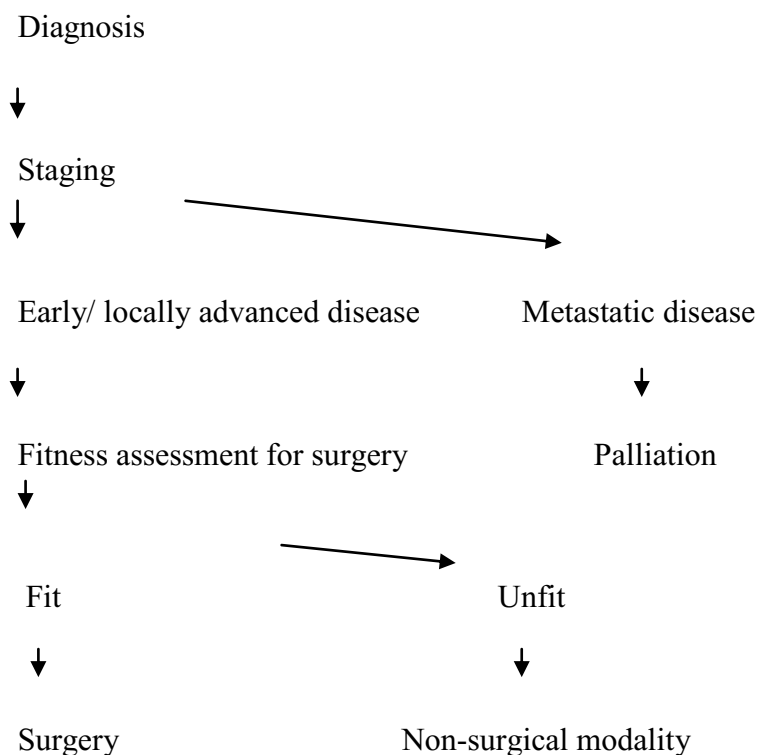 Diagnosis
Staging
Early/ locally advanced disease
Metastatic disease
Fitness assessment for surgery
Palliation
Fit
Unfit
Surgery
Non-surgical modality